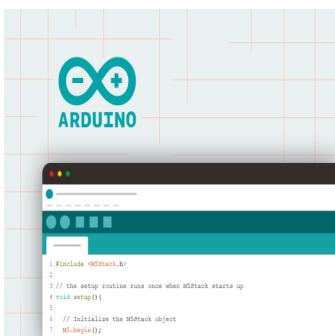 ARDUINO
1 #include <M5Stack.h>
2
3 // the setup routine runs once when M5Stack starts up
4 void setup(){
5
6 // Initialize the M5Stack object
7 M5.begin();